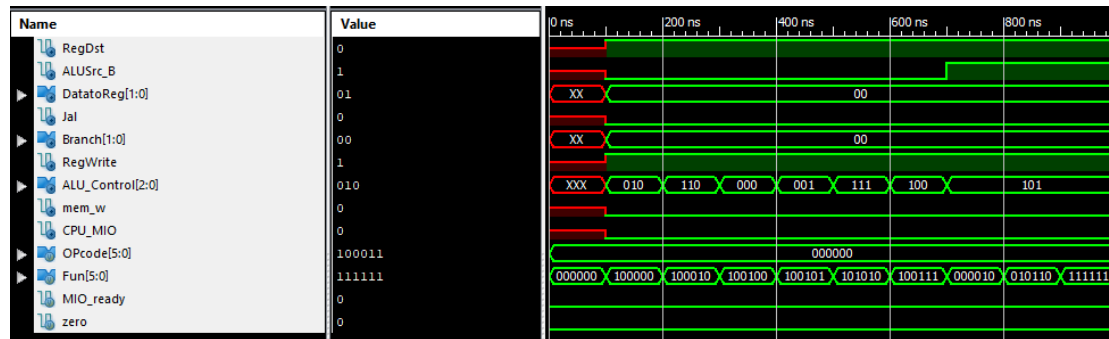 Name Value 0 ns 200 ns 400 ns 600 ns 800 ns
RegDst 0
ALUSrc_B 1
DatatoReg[1:0] 01 XX 00
Jal 0
Branch[1:0] 00 XX 00
RegWrite 1
ALU_Control[2:0] 010 XXX 010 110 000 001 111 100 101
mem_w 0
CPU_MIO 0
OPcode[5:0] 100011 000000
Fun[5:0] 111111 000000 100000 100010 100100 100101 101010 100111 000010 010110 111111
MIO_ready 0
zero 0